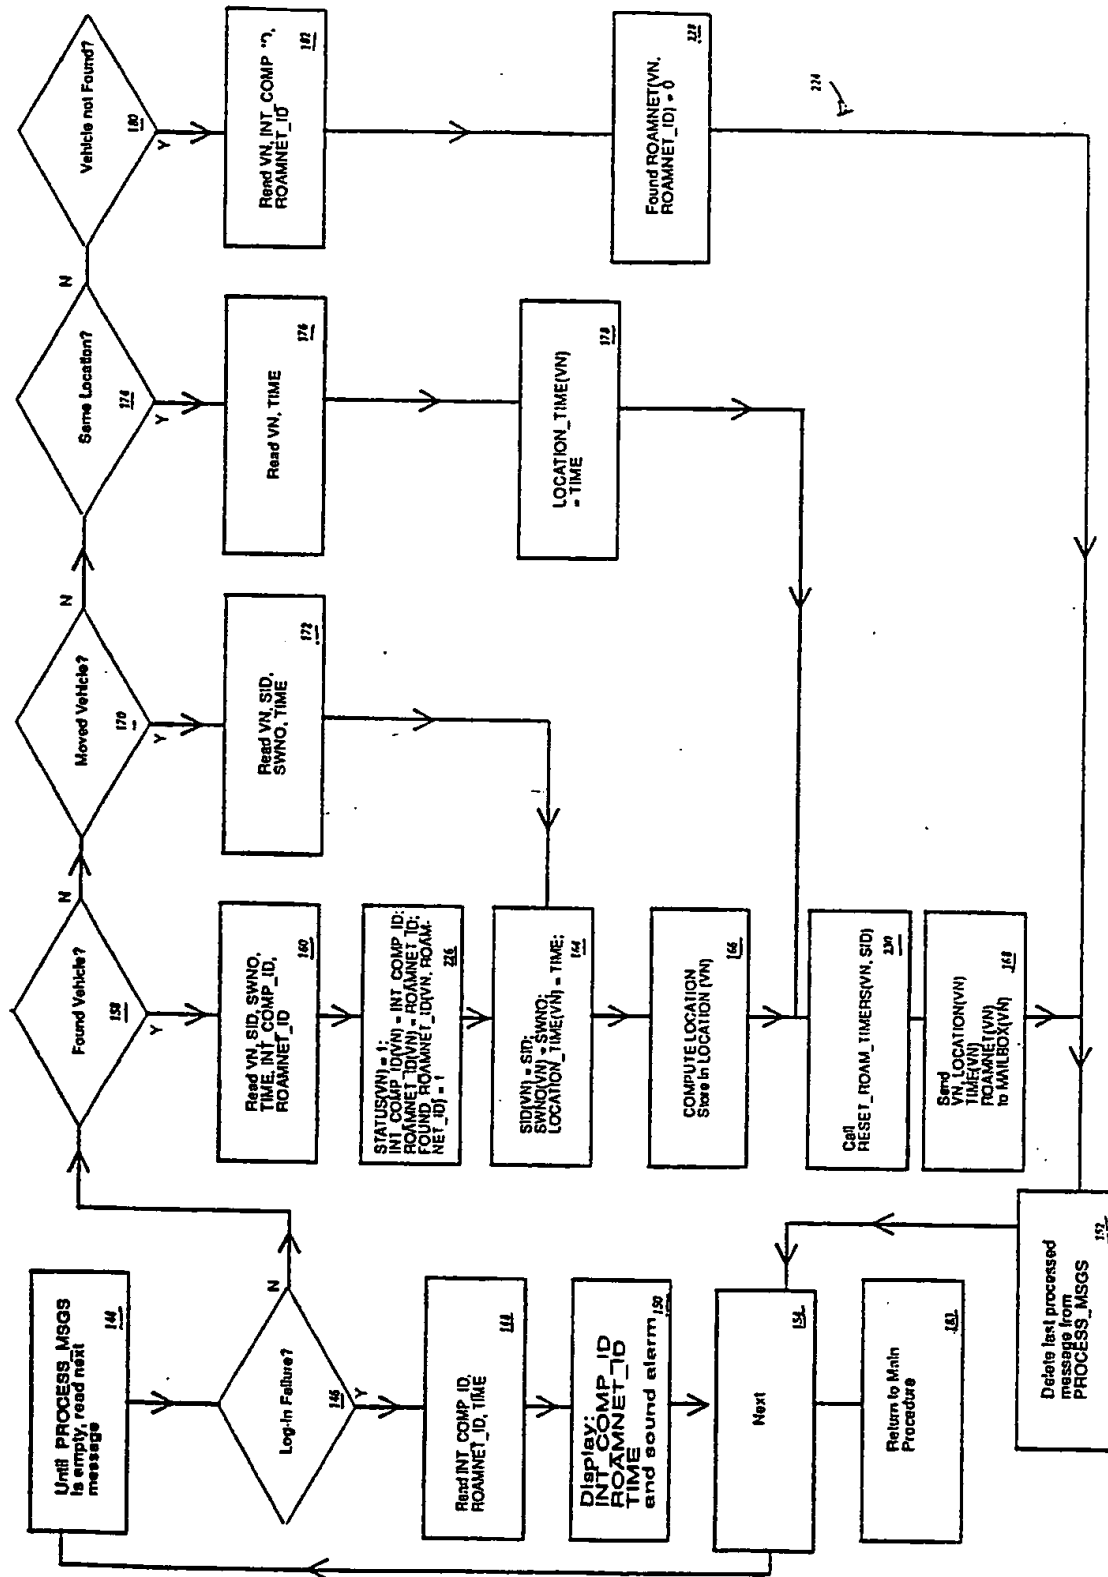 Until PROCESS_MSGS
is empty, read next
message
144
Log-In Failure?
146
N
Y
Read INT_COMP_ID,
ROAMNET_ID, TIME
Display:
INT_COMP_ID
ROAMNET_ID
TIME
and sound alarm
150
Next
154
Return to Main
Procedure
Delete last processed
message from
PROCESS_MSGS
152
Found Vehicle?
158
N
Y
Read VN, SID, SWNO,
TIME, INT_COMP_ID,
ROAMNET_ID
160
STATUS(VN) = 1;
INT_COMP_ID(VN) = INT_COMP_ID;
ROAMNET_ID(VN) = ROAMNET_ID;
FOUND_ROAMNET_ID(VN, ROAM-
NET_ID) = 1
226
SID(VN) = SID;
SWNO(VN) = SWNO;
LOCATION_TIME(VN) = TIME;
164
COMPUTE LOCATION
Store in LOCATION (VN)
166
Call
RESET_ROAM_TIMERS(VN, SID)
230
Send
VN, LOCATION(VN)
TIME(VN)
ROAMNET(VN)
to MAILBOX(VN)
168
Moved Vehicle?
170
N
Y
Read VN, SID,
SWNO, TIME
172
Same Location?
174
N
Y
Read VN, TIME
176
LOCATION_TIME(VN)
= TIME
178
Vehicle not Found?
180
Y
Read VN, INT_COMP "),
ROAMNET_ID
182
Found ROAMNET(VN,
ROAMNET_ID) = 0
228
224